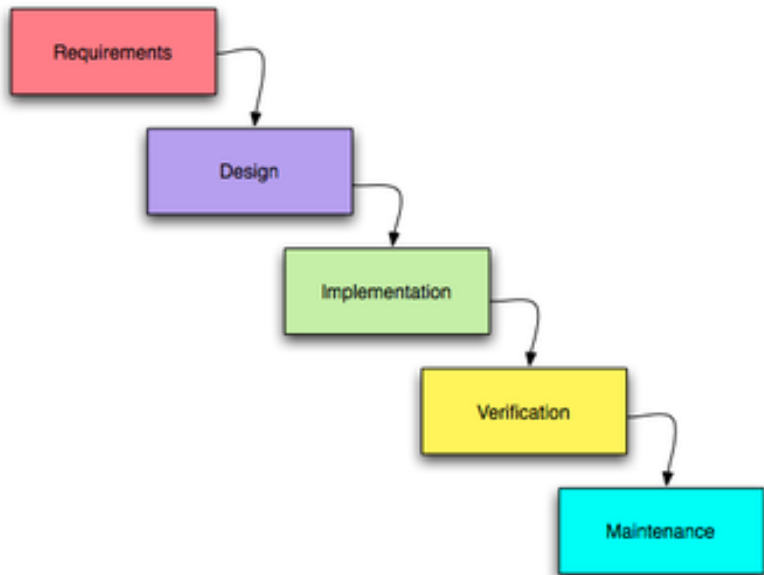 Requirements
Design
Implementation
Verification
Maintenance